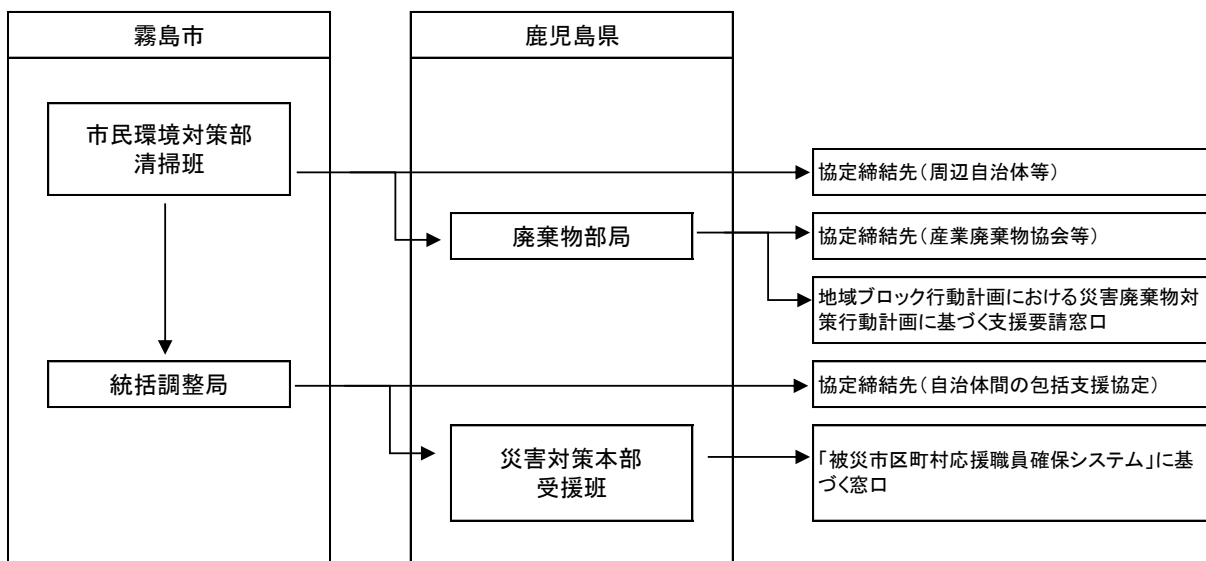 霧島市
鹿児島県
市民環境対策部
清掃班
協定締結先(周辺自治体等)
廃棄物部局
協定締結先(産業廃棄物協会等)
地域ブロック行動計画における災害廃棄物対
策行動計画に基づく支援要請窓口
統括調整局
協定締結先(自治体間の包括支援協定)
災害対策本部
受援班
「被災市区町村応援職員確保システム」に基
づく窓口